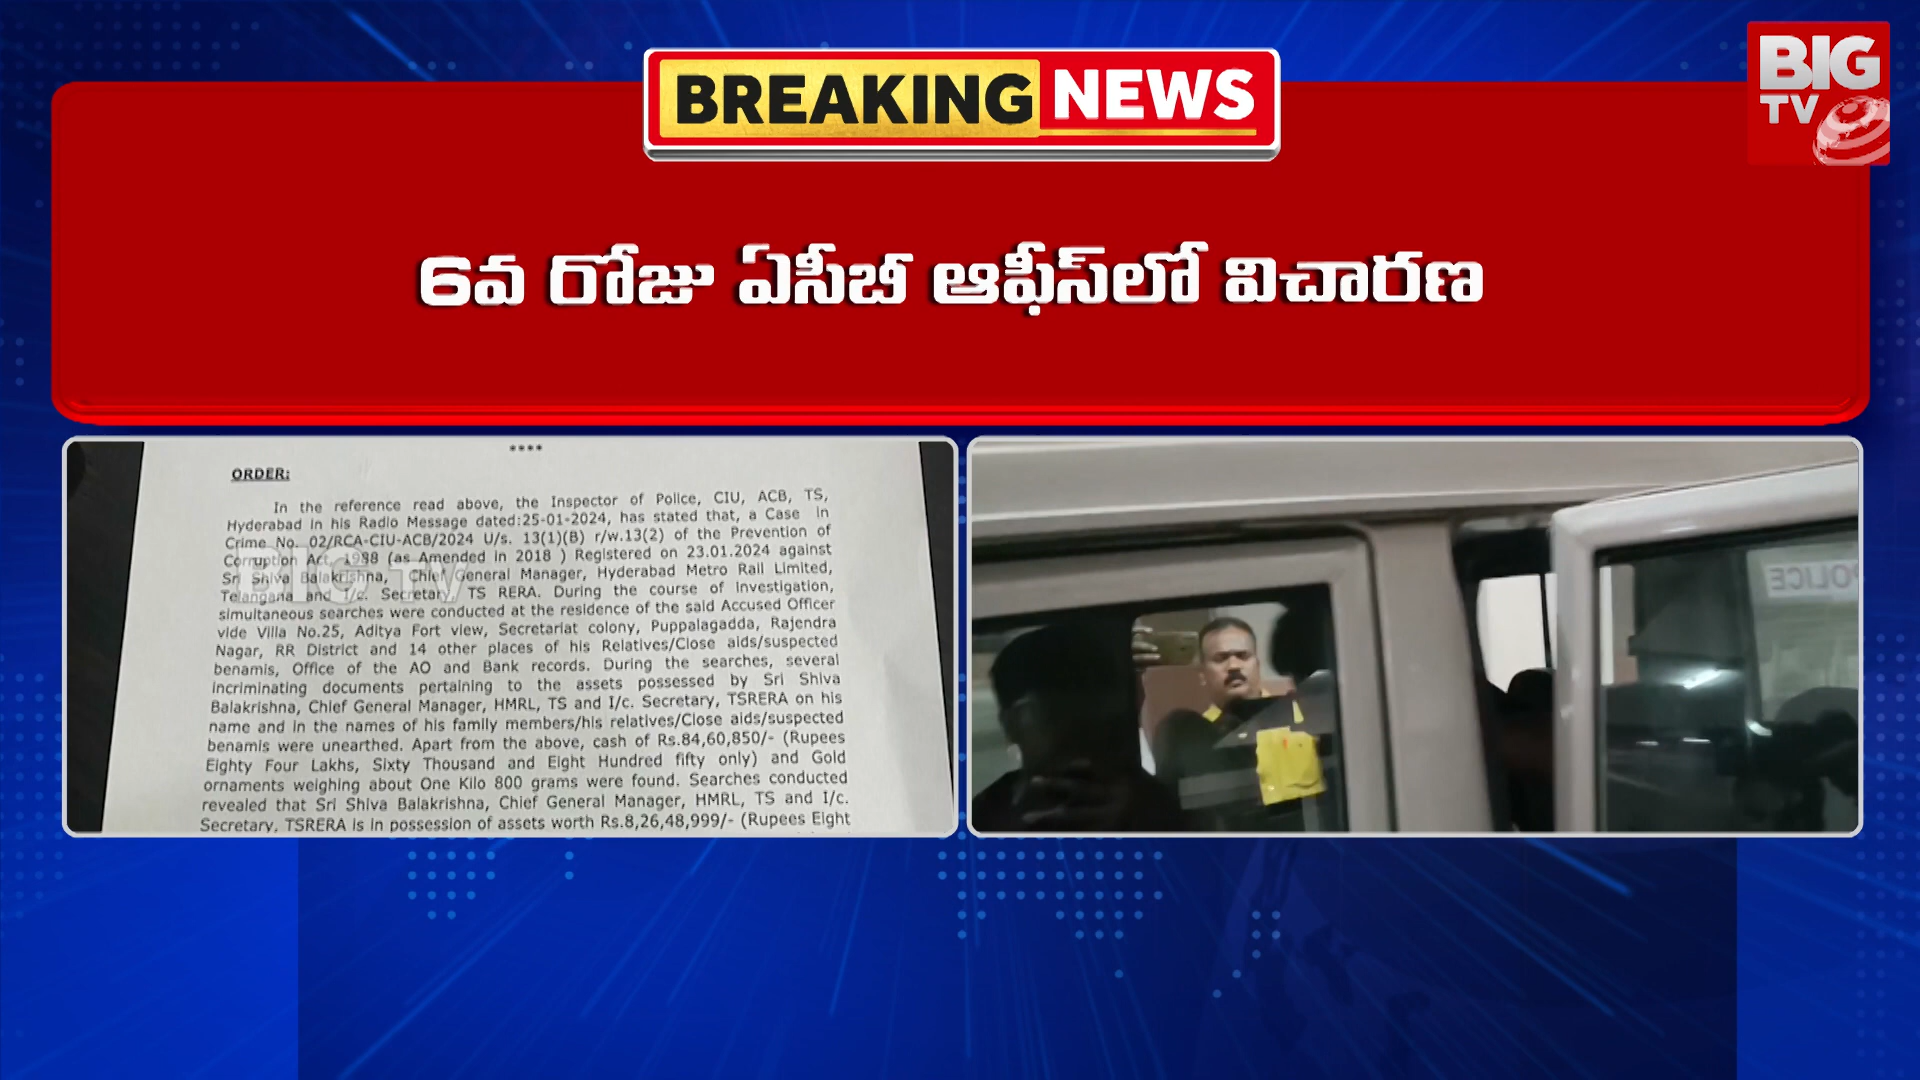 BREAKING NEWS
BIG
TV
6వ రోజు ఏసీబీ ఆఫీస్‌లో విచారణ
****
ORDER:
In the reference read above, the Inspector of Police, CIU, ACB, TS,
Hyderabad in his Radio Message dated:25-01-2024, has stated that, a Case in
Crime No. 02/RCA-CIU-ACB/2024 U/s. 13(1)(B) r/w.13(2) of the Prevention of
Corruption Act, 1988 (as Amended in 2018 ) Registered on 23.01.2024 against
Sri Shiva Balakrishna, Chief General Manager, Hyderabad Metro Rail Limited,
Telangana and I/c. Secretary, TS RERA. During the course of investigation,
simultaneous searches were conducted at the residence of the said Accused Officer
vide Villa No.25, Aditya Fort view, Secretariat colony, Puppalagadda, Rajendra
Nagar, RR District and 14 other places of his Relatives/Close aids/suspected
benamis, Office of the AO and Bank records. During the searches, several
incriminating documents pertaining to the assets possessed by Sri Shiva
Balakrishna, Chief General Manager, HMRL, TS and I/c. Secretary, TSRERA on his
name and in the names of his family members/his relatives/Close aids/suspected
benamis were unearthed. Apart from the above, cash of Rs.84,60,850/- (Rupees
Eighty Four Lakhs, Sixty Thousand and Eight Hundred fifty only) and Gold
ornaments weighing about One Kilo 800 grams were found. Searches conducted
revealed that Sri Shiva Balakrishna, Chief General Manager, HMRL, TS and I/c.
Secretary, TSRERA is in possession of assets worth Rs.8,26,48,999/- (Rupees Eight
BIG TV
POLICE